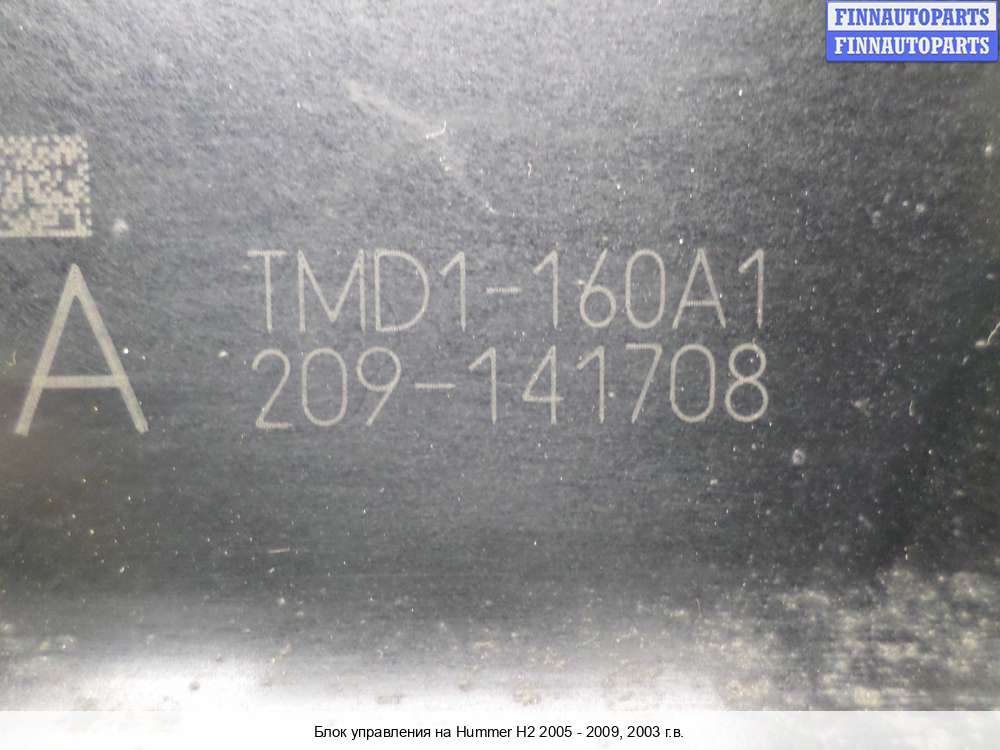 FINNAUTOPARTS
FINNAUTOPARTS
A
TMD1-160A1
209-141708
Блок управления на Hummer H2 2005 - 2009, 2003 г.в.